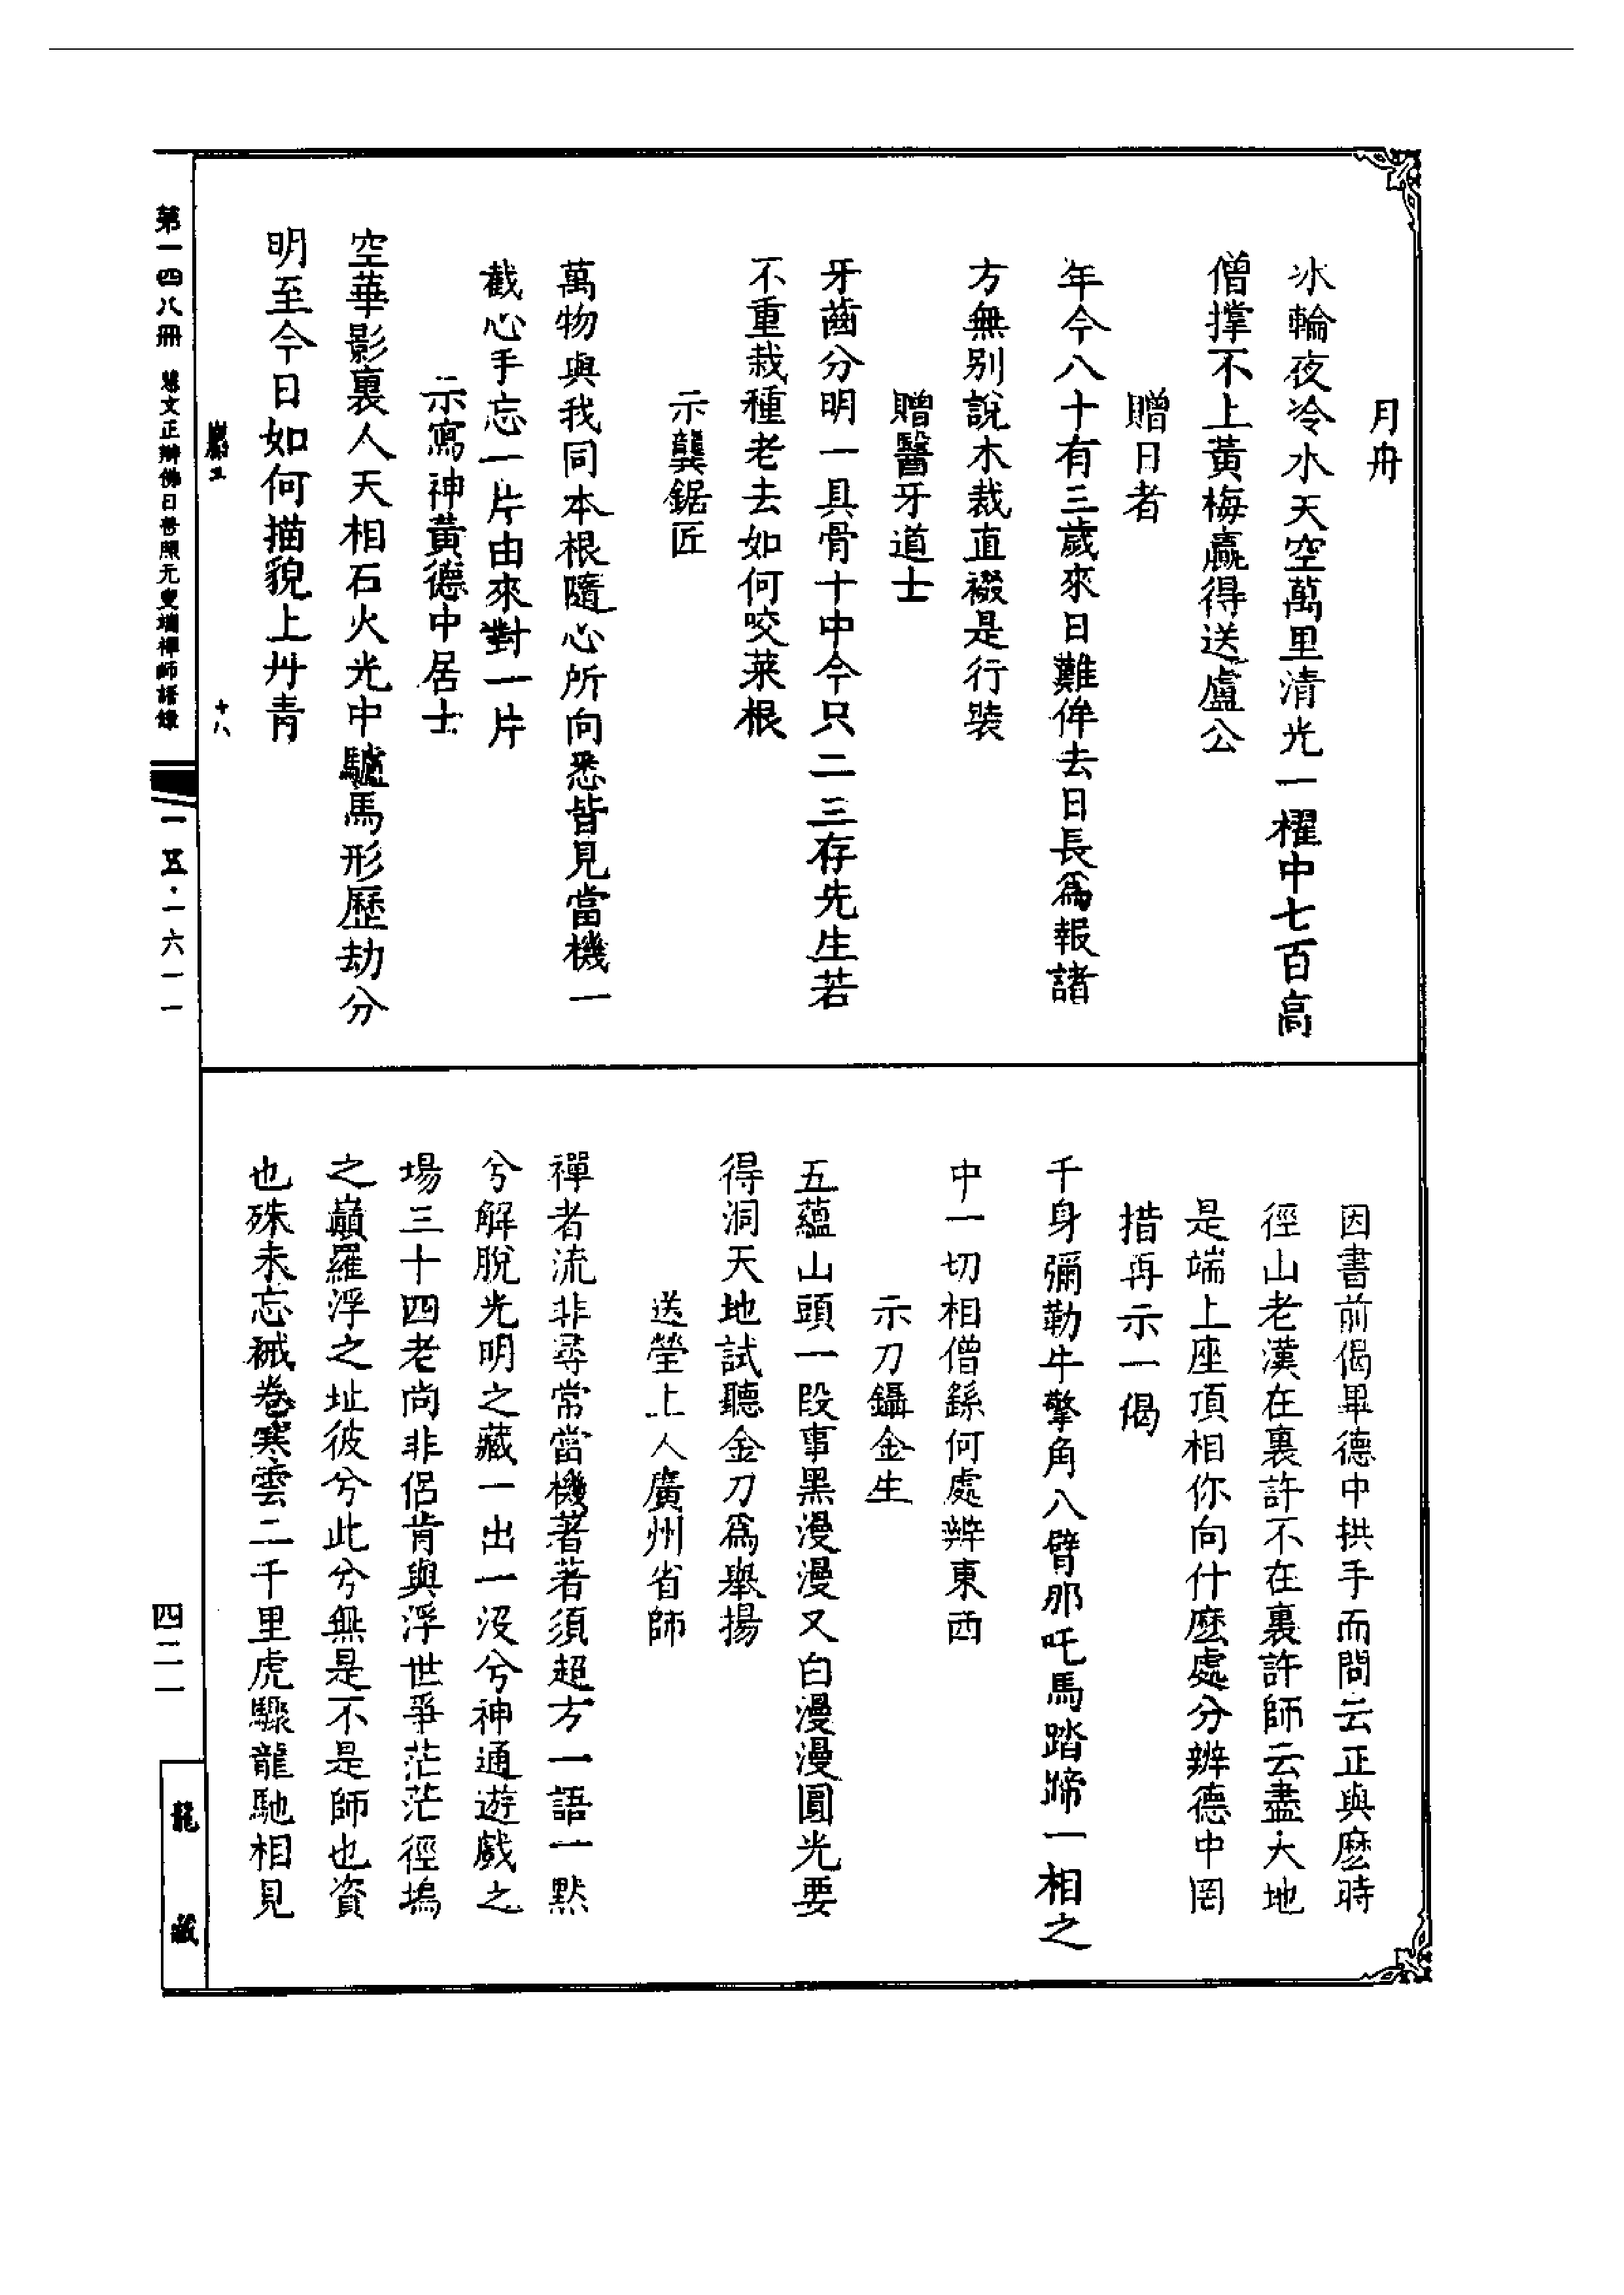 月舟
冰輪夜冷水天空萬里清光一櫂中七百高
僧撐不上黃梅贏得送盧公
贈日者
年今八十有三歲來日難侔去日長爲報諸
方無別說木裁直裰是行裝
贈醫牙道士
牙齒分明一具骨十中今只二三存先生若
不重栽種老去如何咬菜根
示龔鋸匠
萬物與我同本根隨心所向悉皆見當機一
截心手忘一片由來對一片
示寫神黃德中居士
空華影裏人天相石火光中驢馬形歷劫分
明至今日如何描貌上丹青
十八
因書前偈畢德中拱手而問云正與麽時
徑山老漢在裏許不在裏許師云盡大地
是端上座頂相你向什麽處分辨德中罔
措再示一偈
千身彌勒牛擎角八臂那吒馬踏蹄一相之
中一切相僧繇何處辨東西
示刀鑷金生
五蘊山頭一段事黑漫漫又白漫漫圓光要
得洞天地試聽金刀爲舉揚
送瑩上人廣州省師
禪者流非尋常當機著著須超方一語一默
兮解脫光明之藏一出一沒兮神通遊戲之
場三十四老尚非侶肯與浮世爭茫茫徑塢
之巔羅浮之址彼兮此兮無是不是師也資
也殊未忘緘卷寒雲二千里虎驟龍馳相見
第一四八冊 慧文正辯佛日普照元叟端禪師語錄
一五五·一六一一
四二一
龍藏